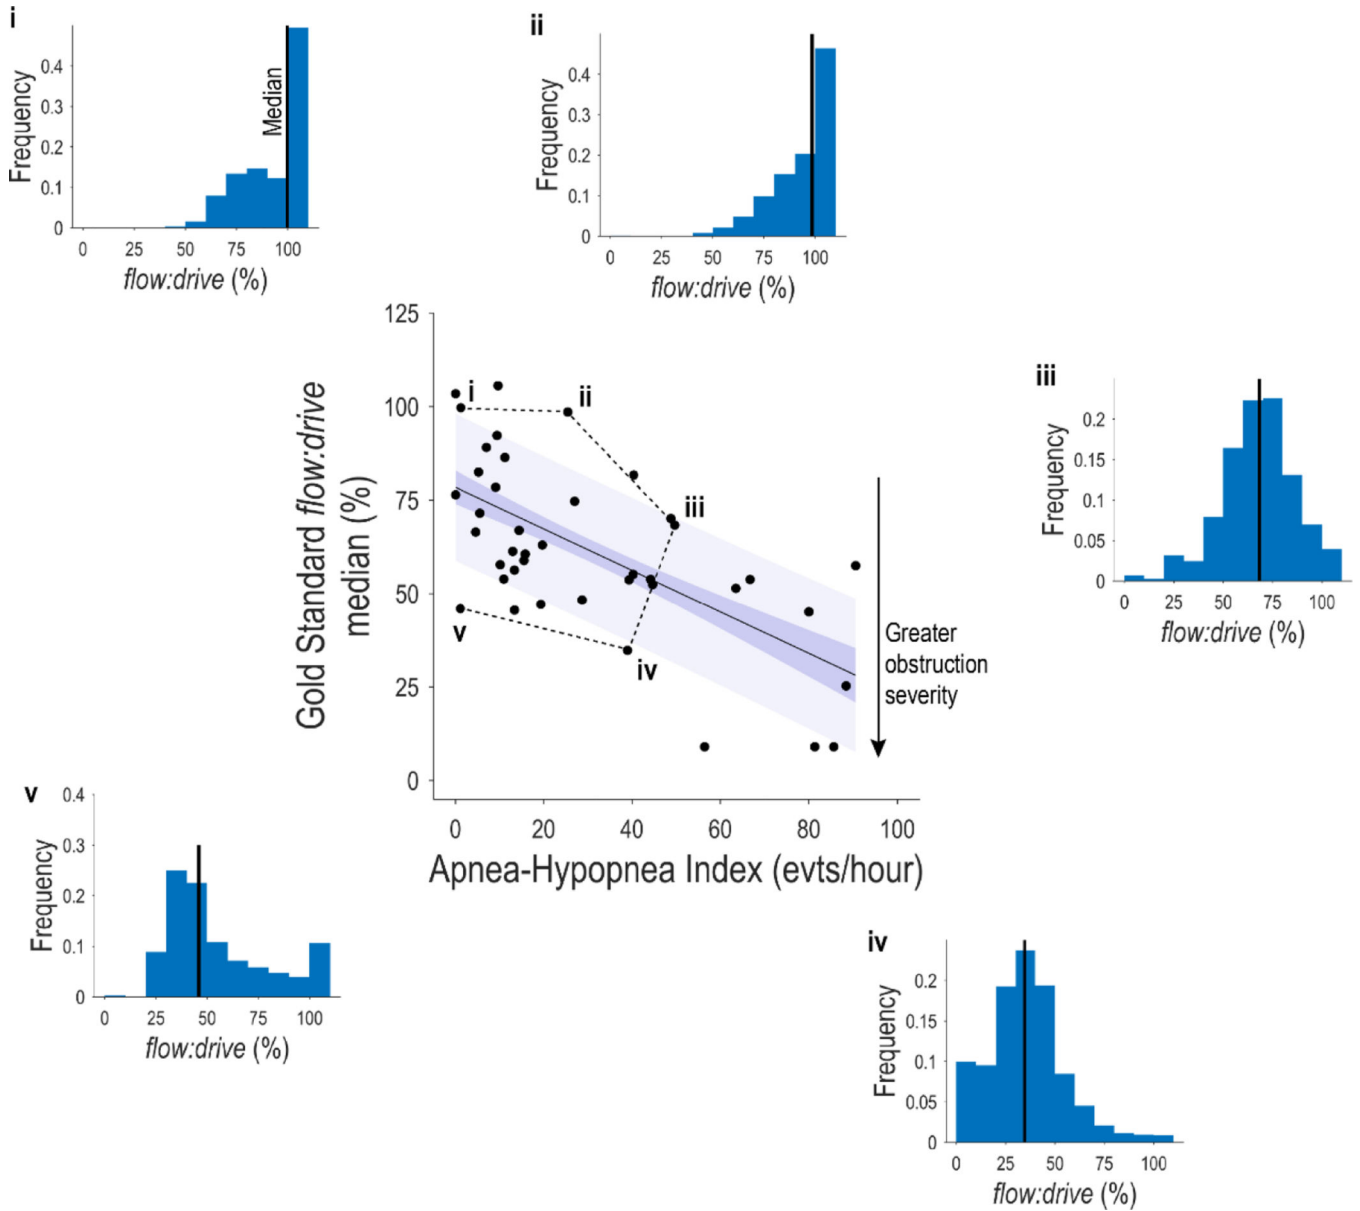 i
Frequency
Median
0.4
0.3
0.2
0.1
0
0 25 50 75 100
flow:drive (%)
ii
Frequency
0.4
0.3
0.2
0.1
0
0 25 50 75 100
flow:drive (%)
Gold Standard flow:drive
median (%)
125
100
75
50
25
0
i
ii
iii
iv
v
Greater
obstruction
severity
0 20 40 60 80 100
Apnea-Hypopnea Index (evts/hour)
iii
Frequency
0.2
0.15
0.1
0.05
0
0 25 50 75 100
flow:drive (%)
v
Frequency
0.4
0.3
0.2
0.1
0
0 25 50 75 100
flow:drive (%)
iv
Frequency
0.2
0.15
0.1
0.05
0
0 25 50 75 100
flow:drive (%)